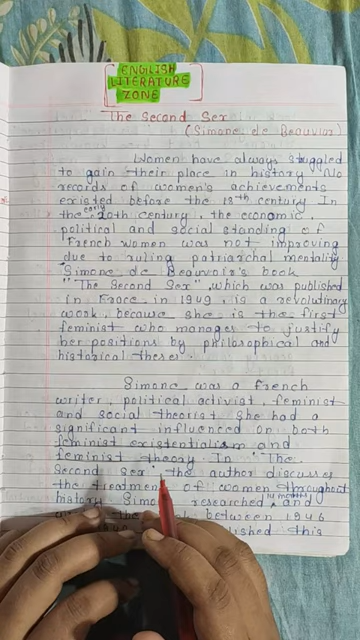 ENGLISH
LITERATURE
ZONE
The Second Sex
(Simone de Beauvoir)
Women have always struggled
to gain their place in history No
records of women's achievements
existed before the 18th century In
the early 20th century, the economic,
political and social standing of
French women was not improving
due to ruling patriarchal mentality
Simone de Beauvoir's book
"The Second Sex", which was published
in France in 1949, is a revolutionary
work, because she is the first
feminist who manages to justify
her positions by philosophical and
historical theses.
Simone was a French
writer, political activist, feminist
and social theorist She had a
significant influenced on both
feminist existentialism and
feminist theory In "The
Second Sex", the author discusses
the treatment of women throughout
history Simone researched and
14 months
the between 1946
this